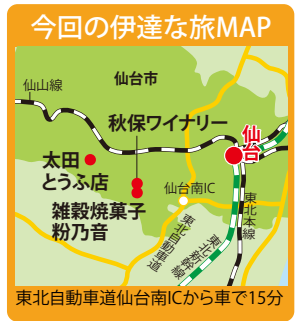 今回の伊達な旅MAP
仙山線
仙台市
秋保ワイナリー
仙台
太田
とうふ店
雑穀焼菓子
粉乃音
仙台南IC
東北本線
東北新幹線
東北自動車道
東北自動車道仙台南ICから車で15分